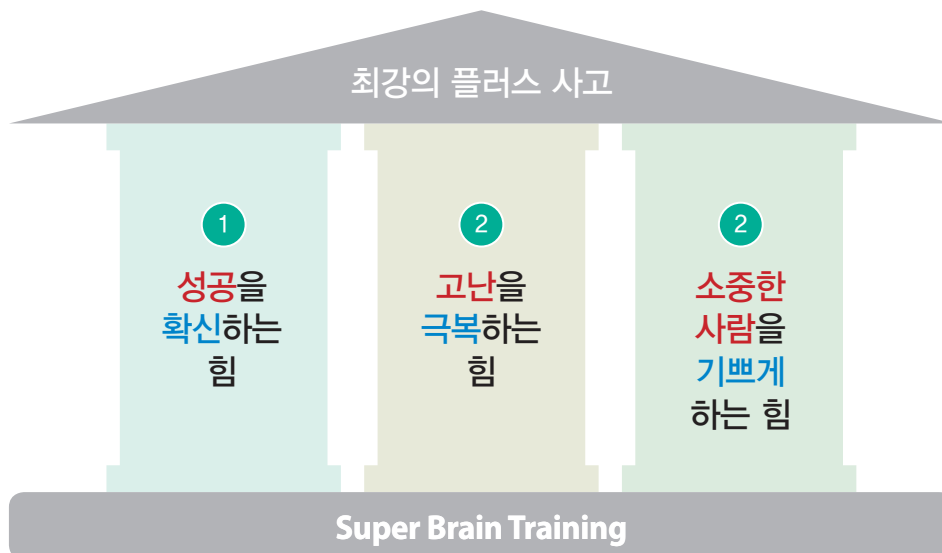 최강의 플러스 사고
1
성공을
확신하는
힘
2
고난을
극복하는
힘
2
소중한
사람을
기쁘게
하는 힘
Super Brain Training